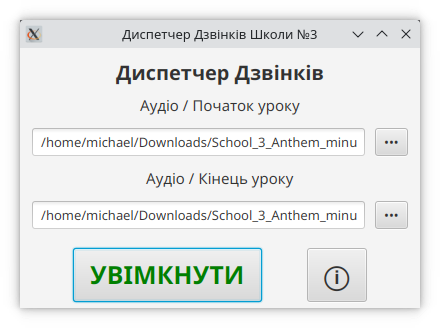 Диспетчер Дзвінків Школи №3
Диспетчер Дзвінків
Аудіо / Початок уроку
/home/michael/Downloads/School_3_Anthem_minu
...
Аудіо / Кінець уроку
/home/michael/Downloads/School_3_Anthem_minu
...
УВІМКНУТИ